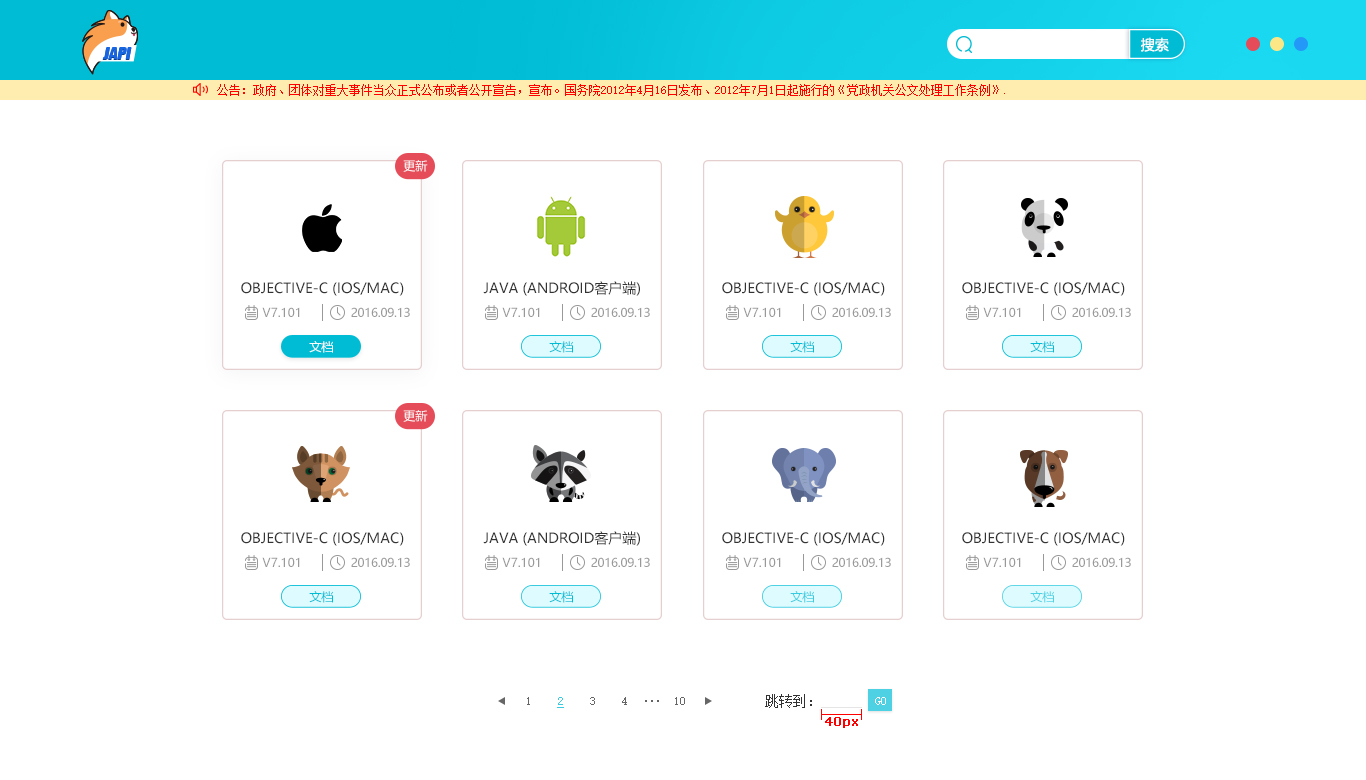 JAPI
搜索
公告：政府、团体对重大事件当众正式公布或者公开宣告，宣布。国务院2012年4月16日发布、2012年7月1日起施行的《党政机关公文处理工作条例》.
更新
OBJECTIVE-C (IOS/MAC)
V7.101 2016.09.13
文档
JAVA (ANDROID客户端)
V7.101 2016.09.13
文档
OBJECTIVE-C (IOS/MAC)
V7.101 2016.09.13
文档
OBJECTIVE-C (IOS/MAC)
V7.101 2016.09.13
文档
更新
OBJECTIVE-C (IOS/MAC)
V7.101 2016.09.13
文档
JAVA (ANDROID客户端)
V7.101 2016.09.13
文档
OBJECTIVE-C (IOS/MAC)
V7.101 2016.09.13
文档
OBJECTIVE-C (IOS/MAC)
V7.101 2016.09.13
文档
1 2 3 4 ··· 10 跳转到： GO
40px